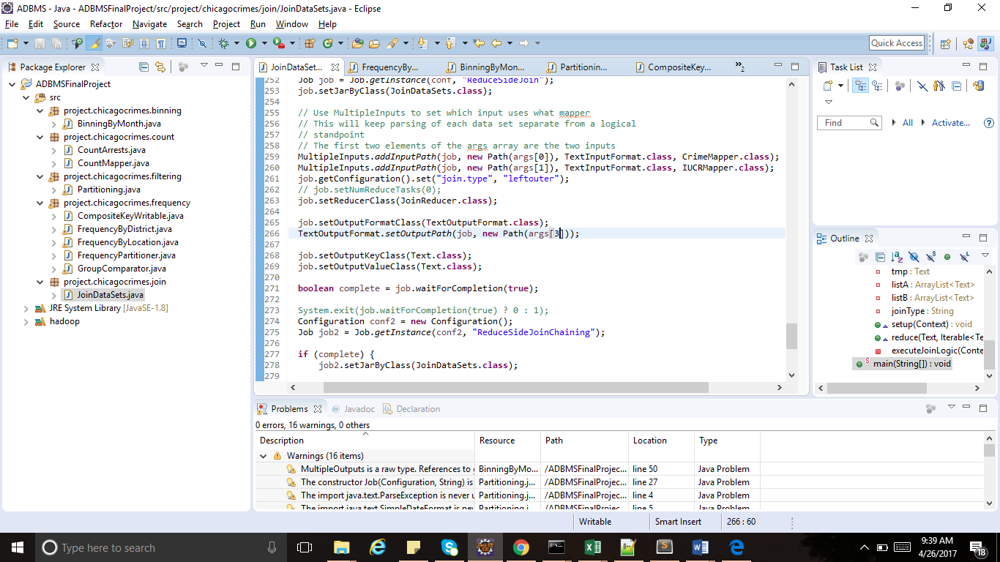 ADBMS - Java - ADBMSFinalProject/src/project/chicagocrimes/join/JoinDataSets.java - Eclipse
File Edit Source Refactor Navigate Search Project Run Window Help
Quick Access
Package Explorer
ADBMSFinalProject
src
project.chicagocrimes.binning
BinningByMonth.java
project.chicagocrimes.count
CountArrests.java
CountMapper.java
project.chicagocrimes.filtering
Partitioning.java
project.chicagocrimes.frequency
CompositeKeyWritable.java
FrequencyByDistrict.java
FrequencyByLocation.java
FrequencyPartitioner.java
GroupComparator.java
project.chicagocrimes.join
JoinDataSets.java
JRE System Library [JavaSE-1.8]
hadoop
JoinDataSet... FrequencyBy... BinningByMon... Partitionin... CompositeKey... »2
252 Job job = Job.getInstance(conf, "ReduceSideJoin");
253 job.setJarByClass(JoinDataSets.class);
254
255 // Use MultipleInputs to set which input uses what mapper
256 // This will keep parsing of each data set separate from a logical
257 // standpoint
258 // The first two elements of the args array are the two inputs
259 MultipleInputs.addInputPath(job, new Path(args[0]), TextInputFormat.class, CrimeMapper.class);
260 MultipleInputs.addInputPath(job, new Path(args[1]), TextInputFormat.class, IUCRMapper.class);
261 job.getConfiguration().set("join.type", "leftouter");
262 // job.setNumReduceTasks(0);
263 job.setReducerClass(JoinReducer.class);
264
265 job.setOutputFormatClass(TextOutputFormat.class);
266 TextOutputFormat.setOutputPath(job, new Path(args[3]));
267
268 job.setOutputKeyClass(Text.class);
269 job.setOutputValueClass(Text.class);
270
271 boolean complete = job.waitForCompletion(true);
272
273 System.exit(job.waitForCompletion(true) ? 0 : 1);
274 Configuration conf2 = new Configuration();
275 Job job2 = Job.getInstance(conf2, "ReduceSideJoinChaining");
276
277 if (complete) {
278 job2.setJarByClass(JoinDataSets.class);
279
Task List
Find All Activate...
Outline
tmp : Text
listA : ArrayList<Text>
listB : ArrayList<Text>
joinType : String
setup(Context) : void
reduce(Text, Iterable<Te
executeJoinLogic(Conte
main(String[]) : void
Problems @ Javadoc Declaration
0 errors, 16 warnings, 0 others
Description Resource Path Location Type
Warnings (16 items)
MultipleOutputs is a raw type. References to BinningByMo... /ADBMSFinalProjec... line 50 Java Problem
The constructor Job(Configuration, String) is Partitioning.j... /ADBMSFinalProjec... line 27 Java Problem
The import java.text.ParseException is never u Partitioning.j... /ADBMSFinalProjec... line 4 Java Problem
The import java.text.SimpleDateFormat is nev Partitioning.j... /ADBMSFinalProjec... line 5 Java Problem
Writable Smart Insert 266 : 60
Type here to search
9:39 AM
4/26/2017
18